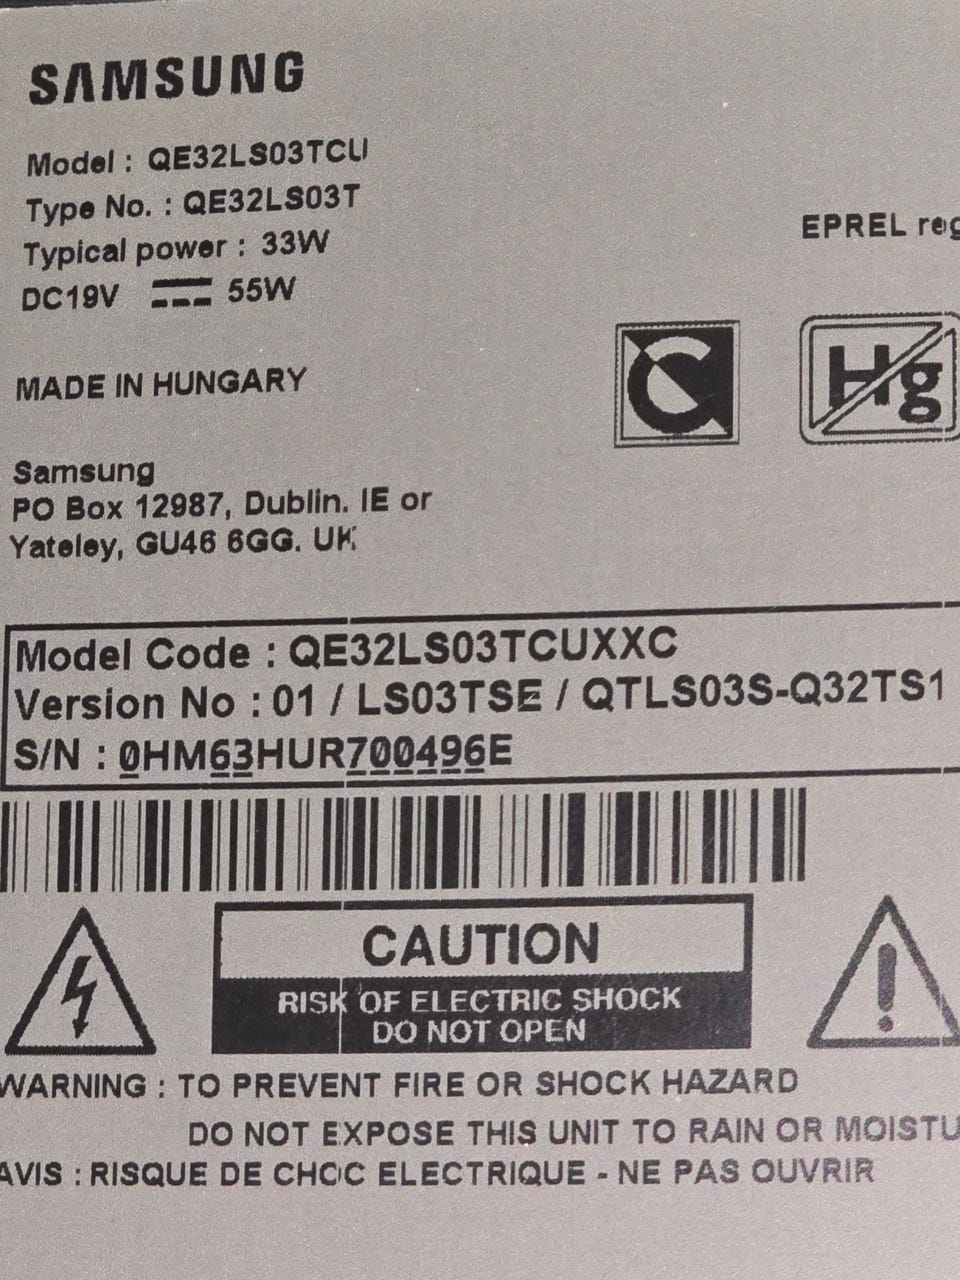 SAMSUNG
Model : QE32LS03TCU
Type No. : QE32LS03T
Typical power : 33W
DC19V ⎓ 55W
EPREL reg
MADE IN HUNGARY
Hg
Samsung
PO Box 12987, Dublin. IE or
Yateley, GU46 6GG. UK
Model Code : QE32LS03TCUXXC
Version No : 01 / LS03TSE / QTLS03S-Q32TS1
S/N : 0HM63HUR700496E
CAUTION
RISK OF ELECTRIC SHOCK
DO NOT OPEN
WARNING : TO PREVENT FIRE OR SHOCK HAZARD
DO NOT EXPOSE THIS UNIT TO RAIN OR MOISTU
AVIS : RISQUE DE CHOC ELECTRIQUE - NE PAS OUVRIR